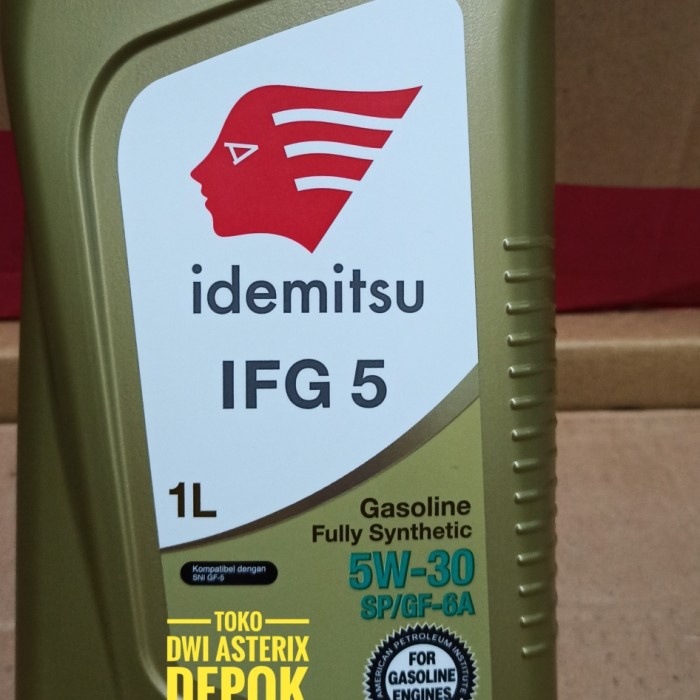 idemitsu
IFG 5
1L
Gasoline
Fully Synthetic
5W-30
SP/GF-6A
Kompatibel dengan
SNI GF-5
TOKO
DWI ASTERIX
DEPOK
AMERICAN PETROLEUM INSTITUTE
FOR
GASOLINE
ENGINES